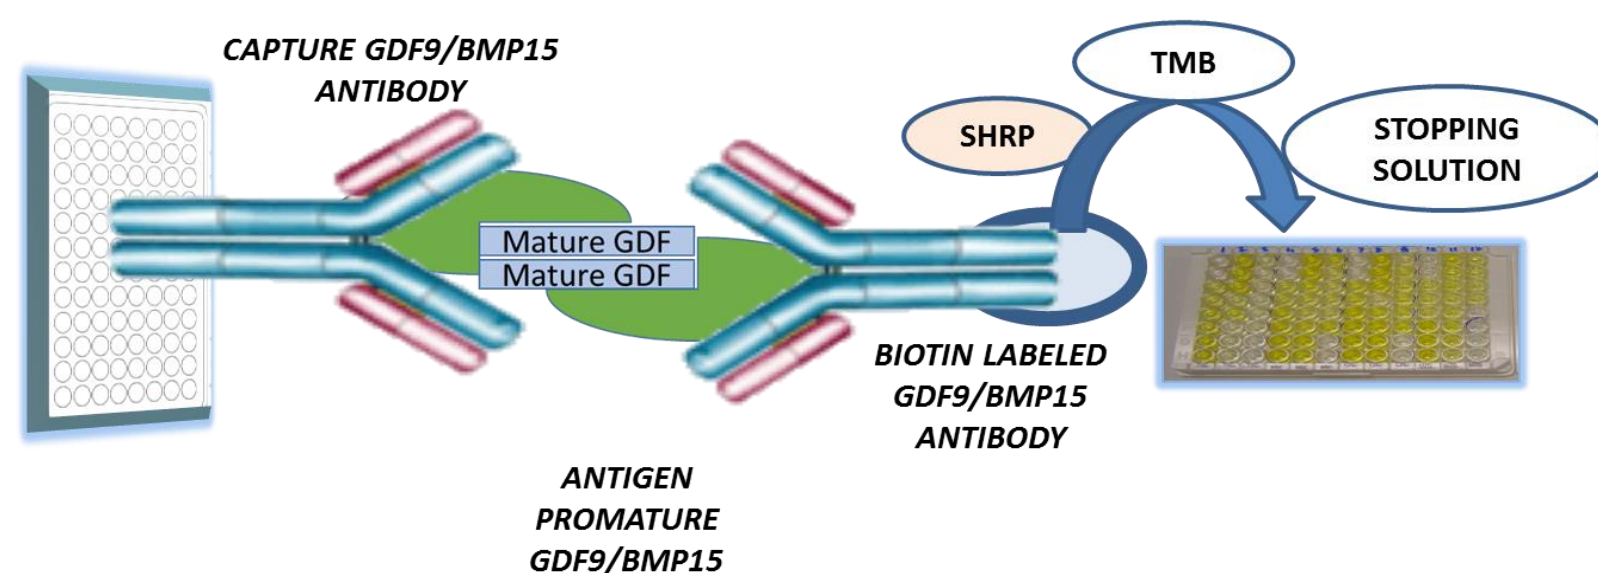 CAPTURE GDF9/BMP15
ANTIBODY
TMB
SHRP
STOPPING
SOLUTION
Mature GDF
Mature GDF
BIOTIN LABELED
GDF9/BMP15
ANTIBODY
ANTIGEN
PROMATURE
GDF9/BMP15